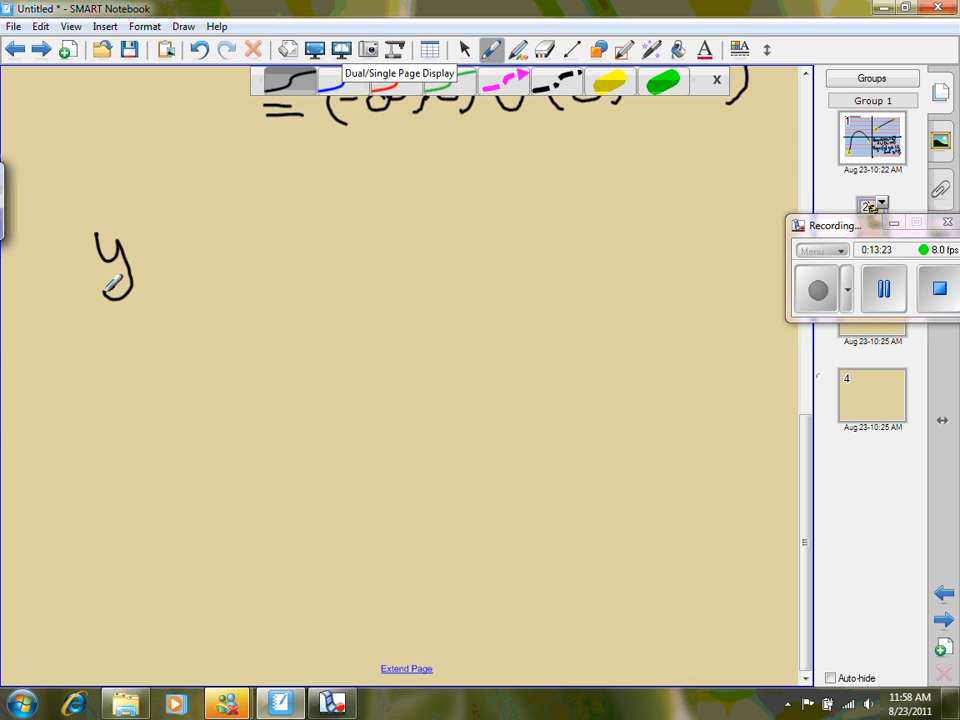 Untitled * - SMART Notebook
File Edit View Insert Format Draw Help
Dual/Single Page Display
y
Groups
Group 1
1
Aug 23-10:22 AM
2
Recording...
Menu
0:13:23
8.0 fps
Aug 23-10:25 AM
4
Aug 23-10:25 AM
Extend Page
Auto-hide
11:58 AM
8/23/2011